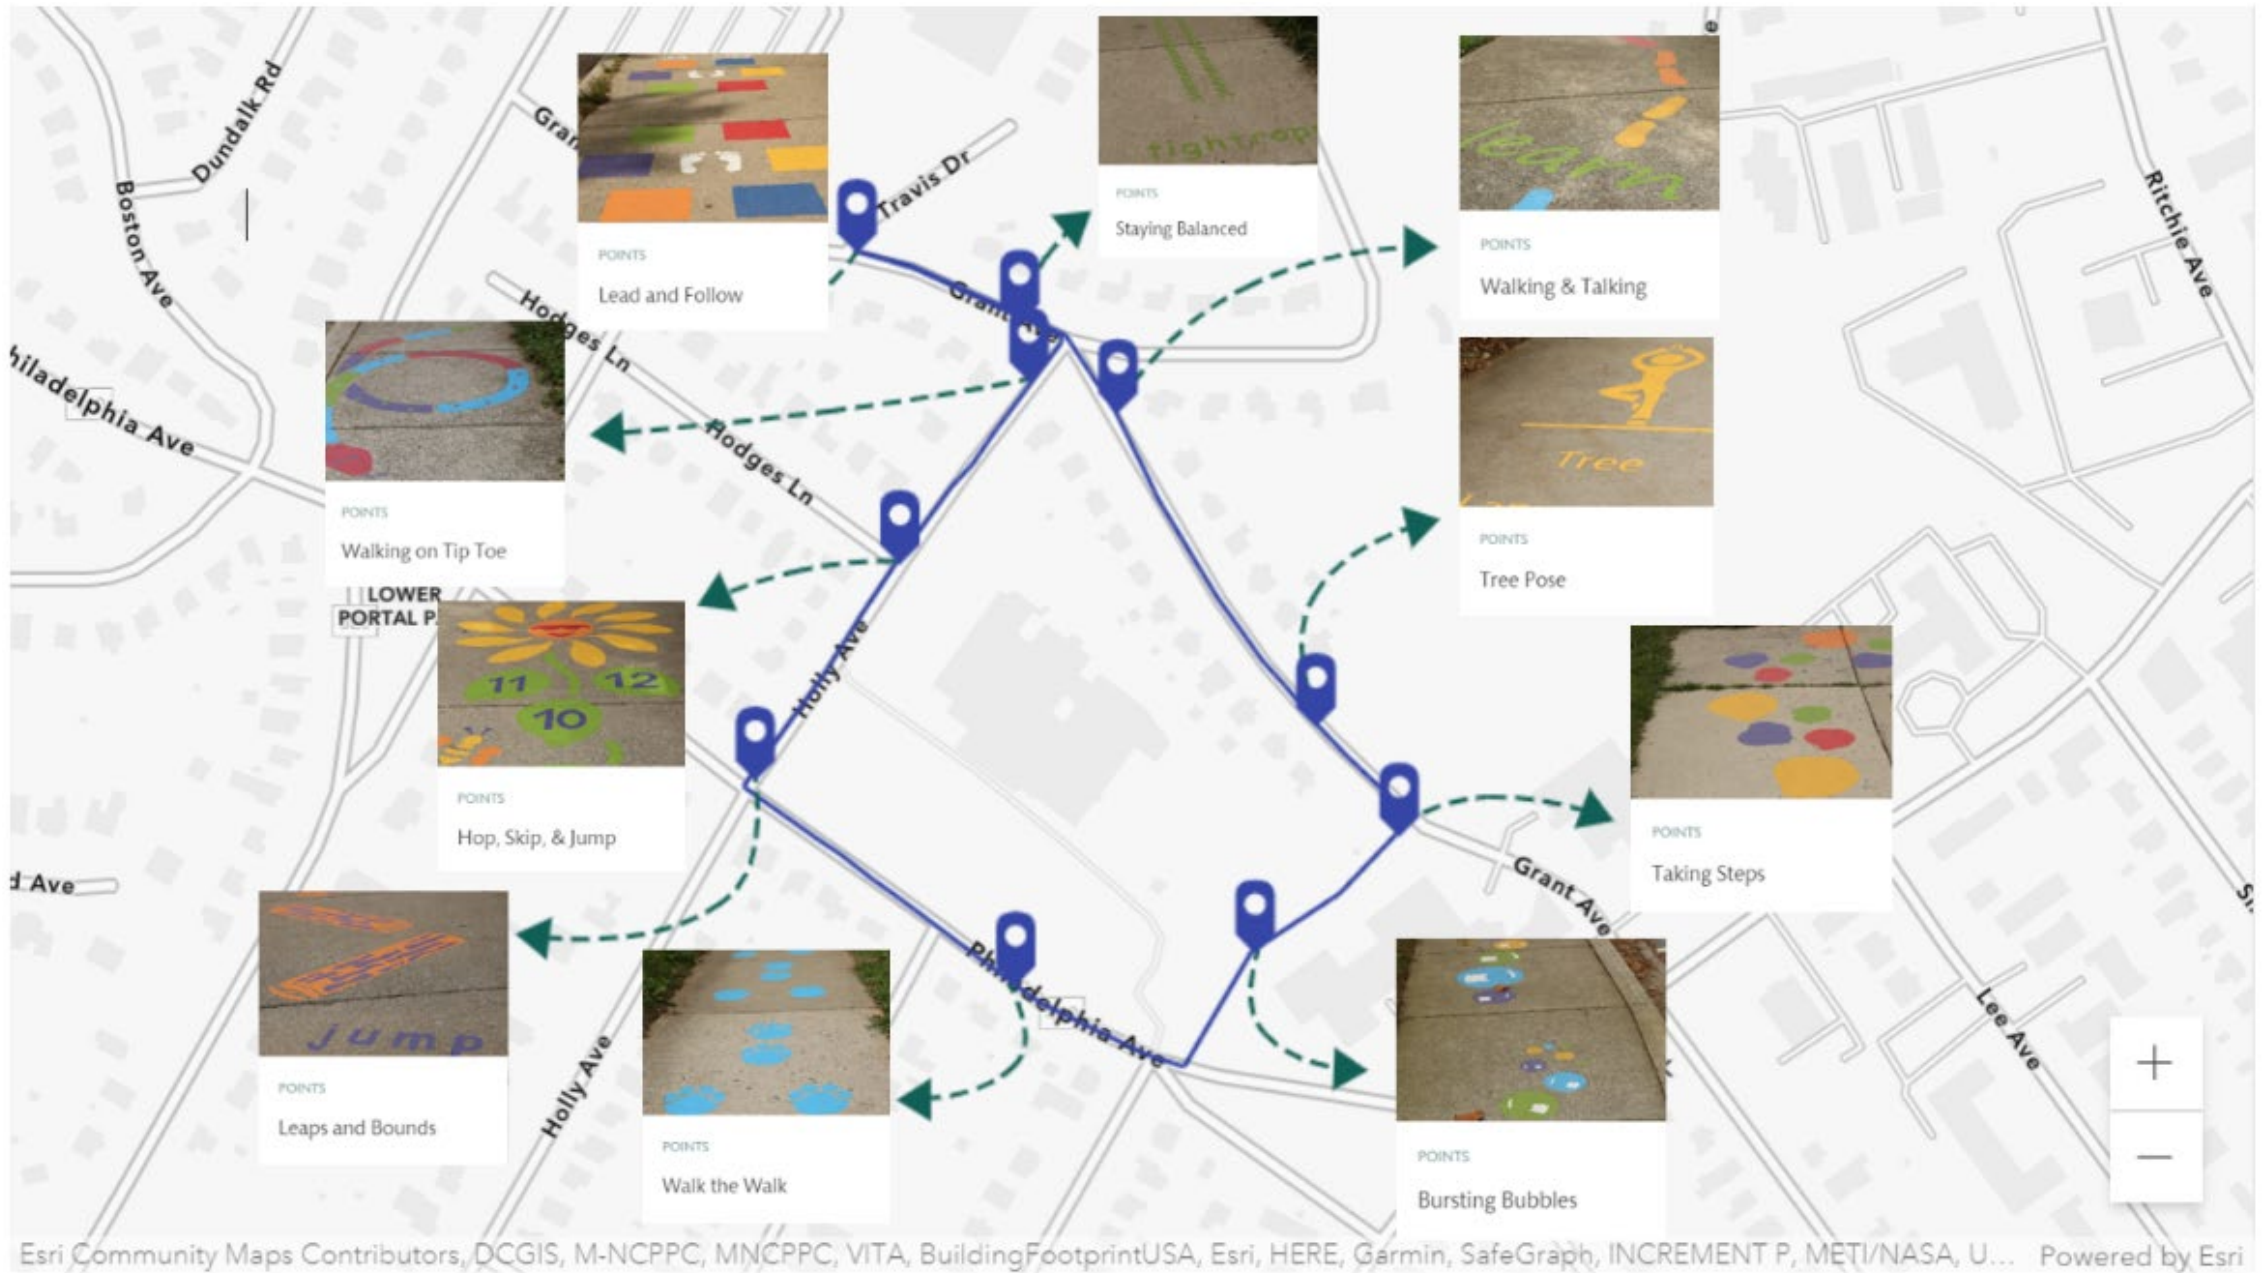 Dundalk Rd
Boston Ave
hiladelphia Ave
Gran
Travis Dr
Grant Ave
Hodges Ln
Hodges Ln
Ritchie Ave
LOWER
PORTAL P
Holly Ave
Holly Ave
Philadelphia Ave
Grant Ave
Lee Ave
d Ave
POINTS
Lead and Follow
tightrop
POINTS
Staying Balanced
learn
POINTS
Walking & Talking
POINTS
Walking on Tip Toe
Tree
POINTS
Tree Pose
11
12
10
POINTS
Hop, Skip, & Jump
POINTS
Taking Steps
jump
POINTS
Leaps and Bounds
POINTS
Walk the Walk
POINTS
Bursting Bubbles
+
−
Esri Community Maps Contributors, DCGIS, M-NCPPC, MNCPPC, VITA, BuildingFootprintUSA, Esri, HERE, Garmin, SafeGraph, INCREMENT P, METI/NASA, U... Powered by Esri